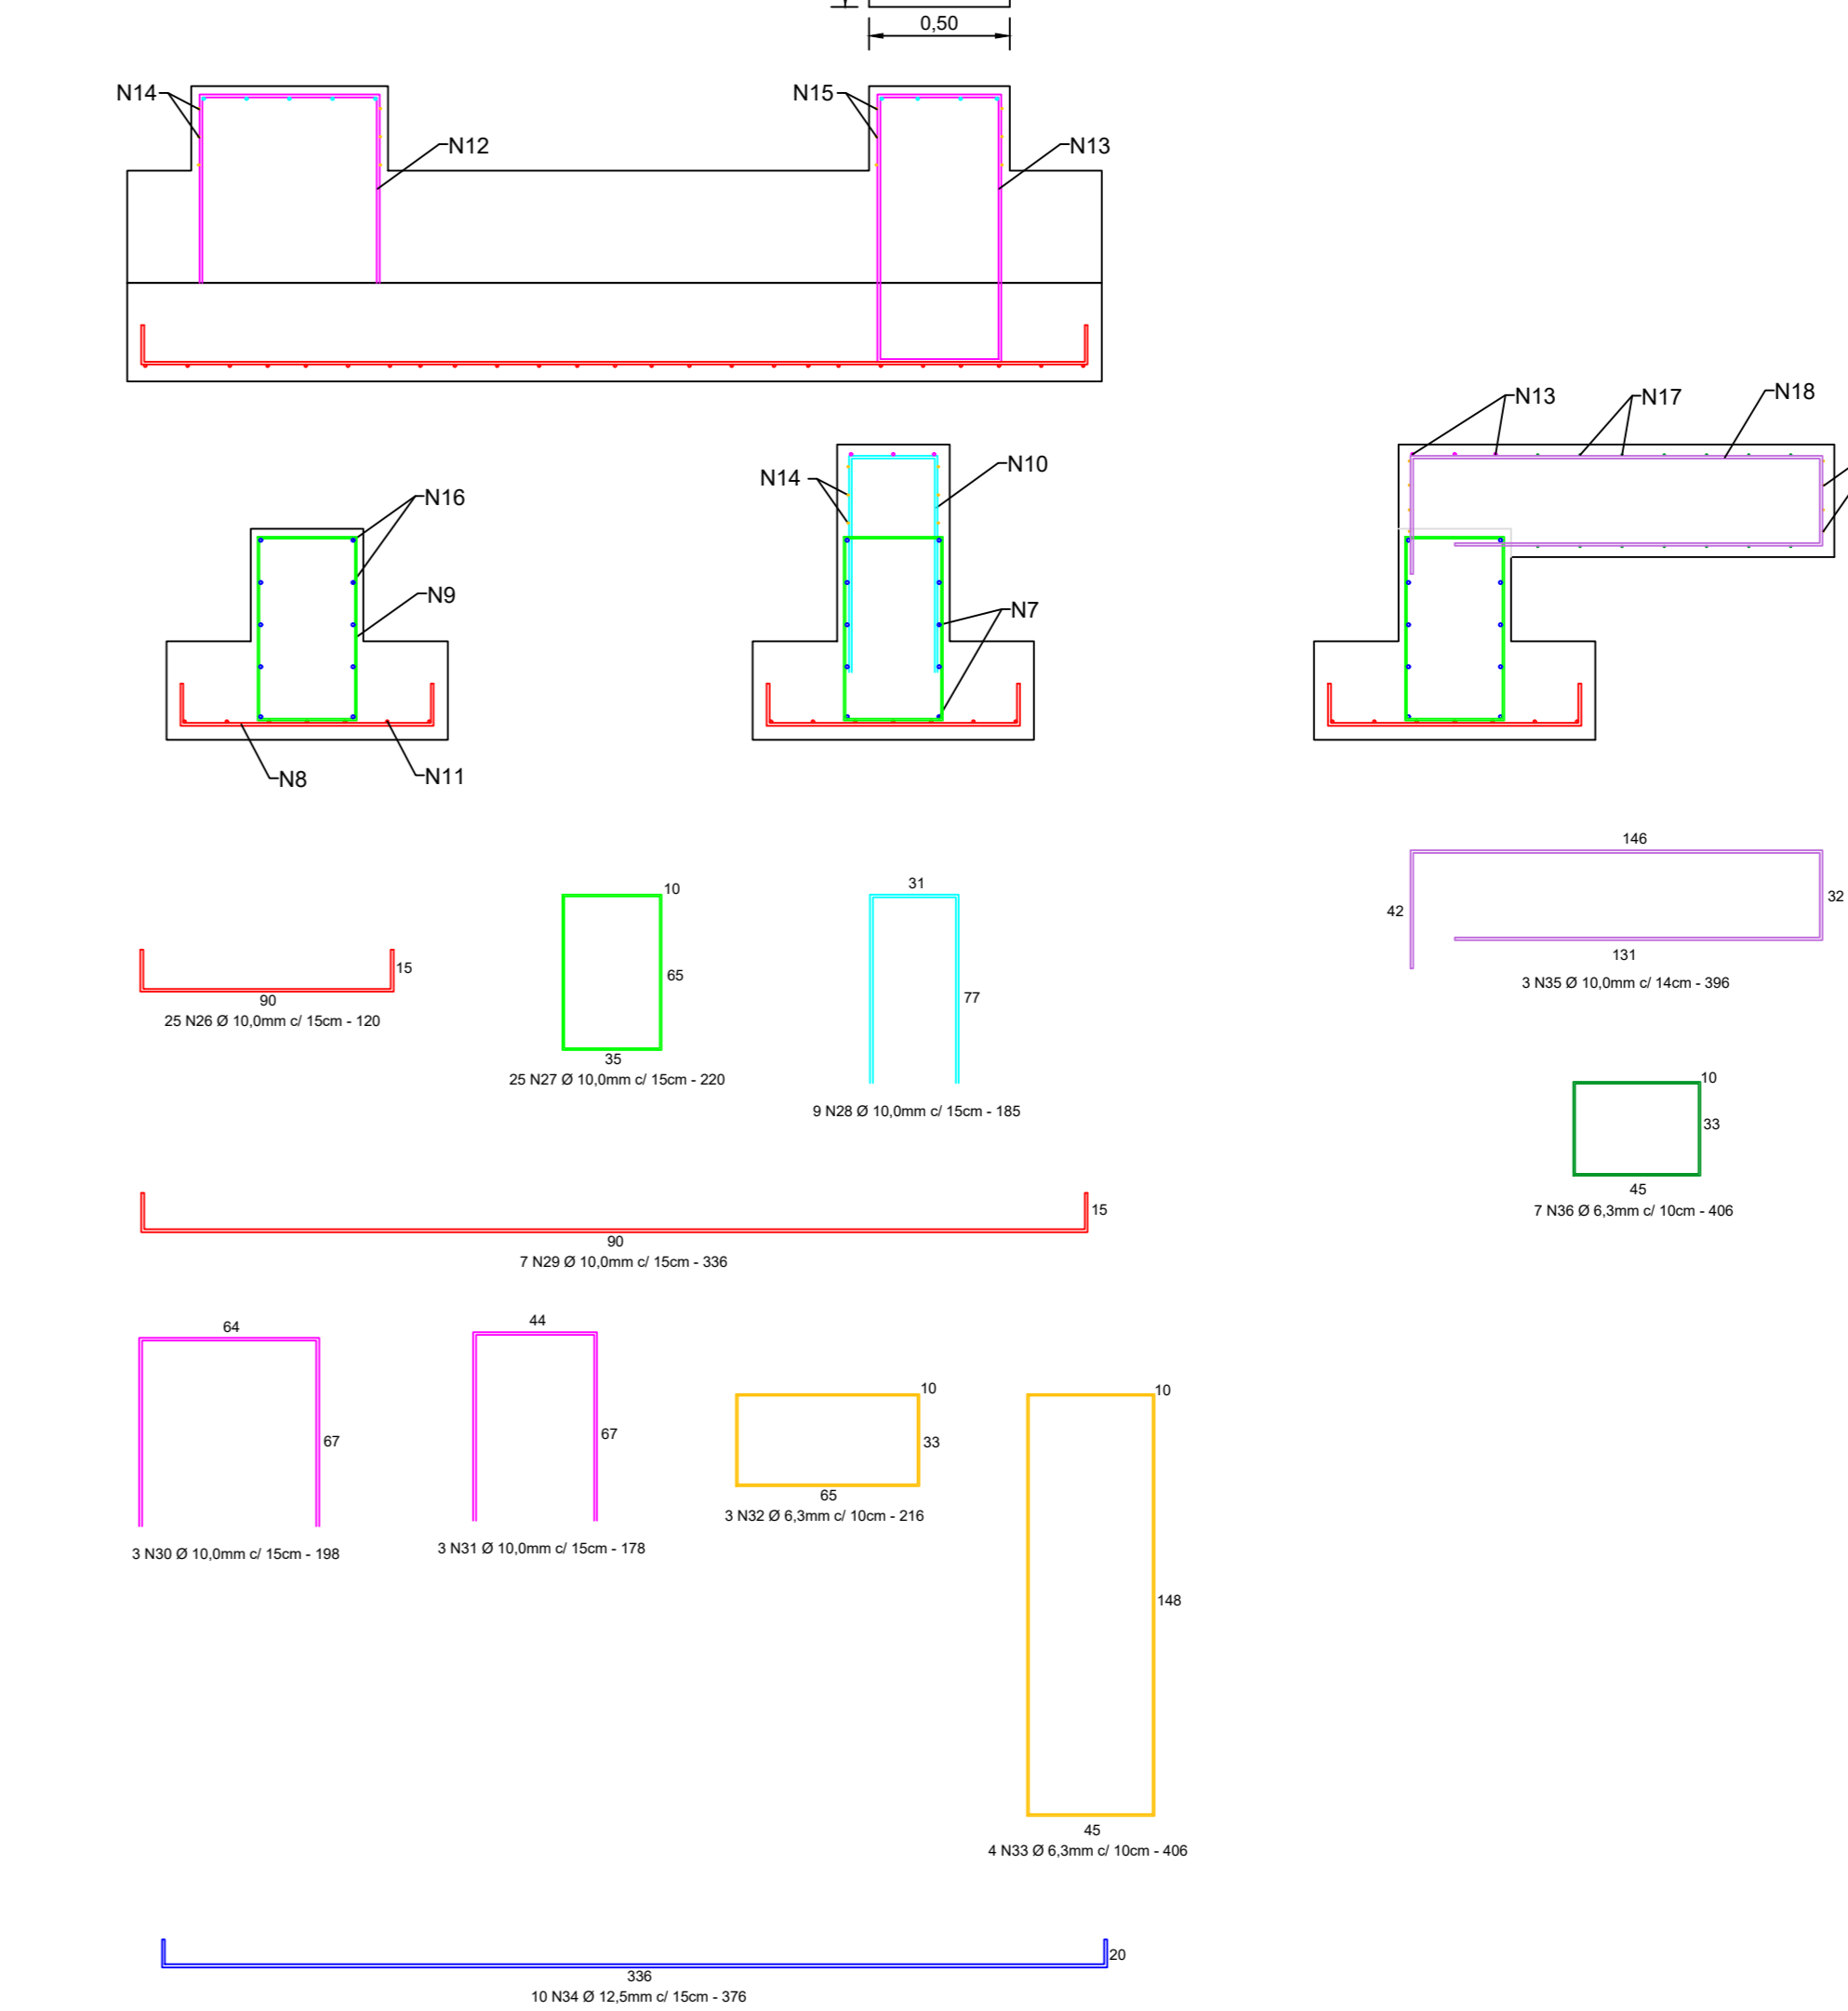 0,50
N14
N15
N12
N13
N13
N17
N18
N16
N14
N10
N9
N7
N8
N11
146
42
32
131
3 N35 Ø 10,0mm c/ 14cm - 396
15
90
25 N26 Ø 10,0mm c/ 15cm - 120
10
65
35
25 N27 Ø 10,0mm c/ 15cm - 220
31
77
9 N28 Ø 10,0mm c/ 15cm - 185
10
33
45
7 N36 Ø 6,3mm c/ 10cm - 406
15
90
7 N29 Ø 10,0mm c/ 15cm - 336
64
67
3 N30 Ø 10,0mm c/ 15cm - 198
44
67
3 N31 Ø 10,0mm c/ 15cm - 178
10
33
65
3 N32 Ø 6,3mm c/ 10cm - 216
10
148
45
4 N33 Ø 6,3mm c/ 10cm - 406
20
336
10 N34 Ø 12,5mm c/ 15cm - 376